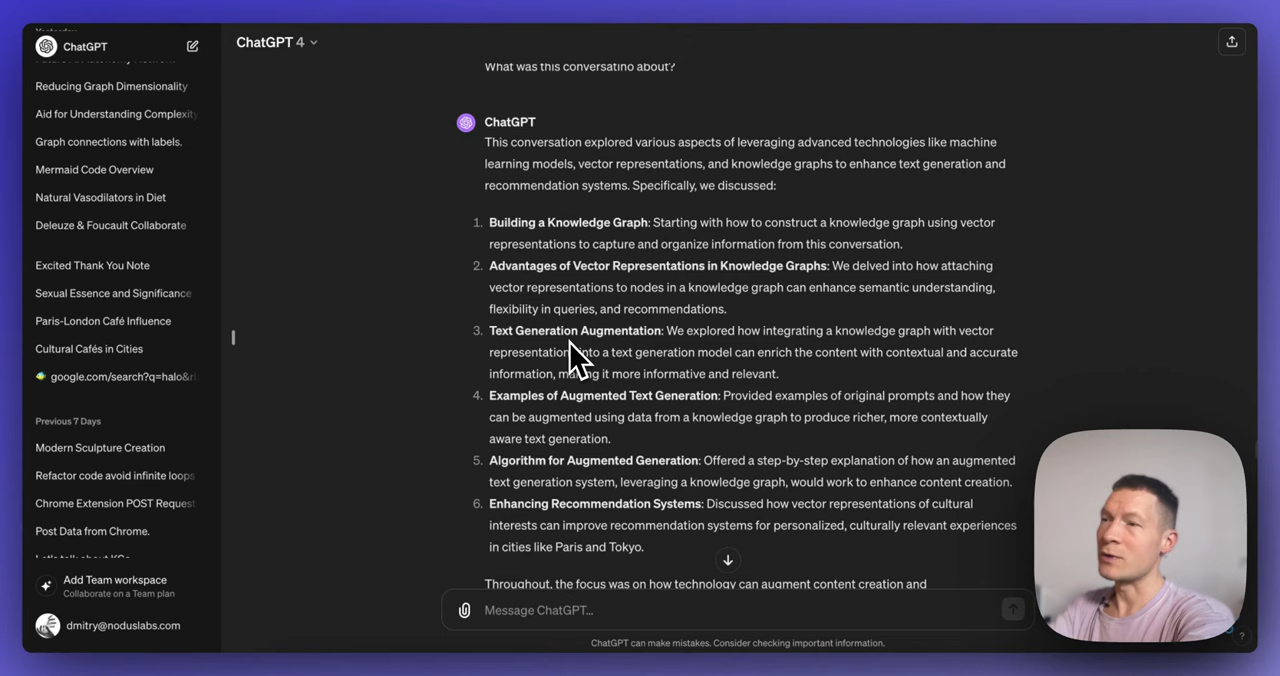 Yesterday
ChatGPT
Reducing Graph Dimensionality
Aid for Understanding Complexity
Graph connections with labels.
Mermaid Code Overview
Natural Vasodilators in Diet
Deleuze & Foucault Collaborate
Excited Thank You Note
Sexual Essence and Significance
Paris-London Café Influence
Cultural Cafés in Cities
google.com/search?q=halo&r
Previous 7 Days
Modern Sculpture Creation
Refactor code avoid infinite loops
Chrome Extension POST Request
Post Data from Chrome.
Let's talk about KGs
Add Team workspace
Collaborate on a Team plan
dmitry@noduslabs.com
ChatGPT 4
What was this conversatino about?
ChatGPT
This conversation explored various aspects of leveraging advanced technologies like machine
learning models, vector representations, and knowledge graphs to enhance text generation and
recommendation systems. Specifically, we discussed:
1. Building a Knowledge Graph: Starting with how to construct a knowledge graph using vector
representations to capture and organize information from this conversation.
2. Advantages of Vector Representations in Knowledge Graphs: We delved into how attaching
vector representations to nodes in a knowledge graph can enhance semantic understanding,
flexibility in queries, and recommendations.
3. Text Generation Augmentation: We explored how integrating a knowledge graph with vector
representation into a text generation model can enrich the content with contextual and accurate
information, making it more informative and relevant.
4. Examples of Augmented Text Generation: Provided examples of original prompts and how they
can be augmented using data from a knowledge graph to produce richer, more contextually
aware text generation.
5. Algorithm for Augmented Generation: Offered a step-by-step explanation of how an augmented
text generation system, leveraging a knowledge graph, would work to enhance content creation.
6. Enhancing Recommendation Systems: Discussed how vector representations of cultural
interests can improve recommendation systems for personalized, culturally relevant experiences
in cities like Paris and Tokyo.
Throughout, the focus was on how technology can augment content creation and
Message ChatGPT...
ChatGPT can make mistakes. Consider checking important information.
?